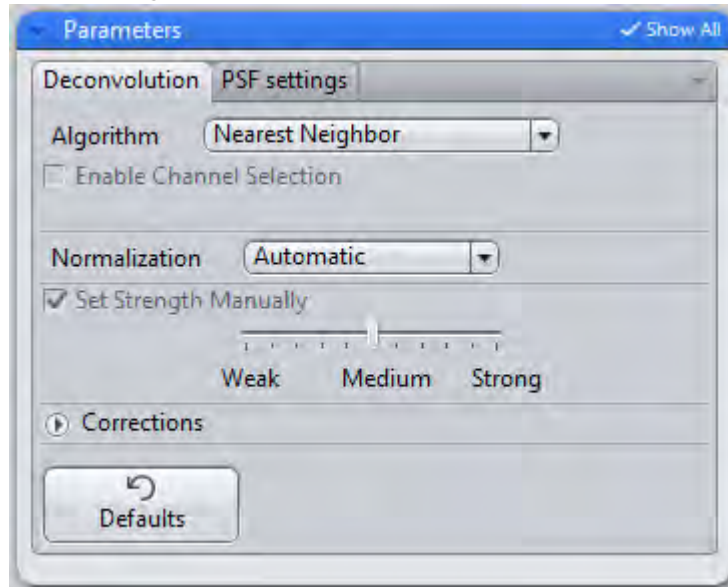 Parameters Show All
Deconvolution PSF settings
Algorithm Nearest Neighbor
Enable Channel Selection
Normalization Automatic
Set Strength Manually
Weak Medium Strong
Corrections
Defaults